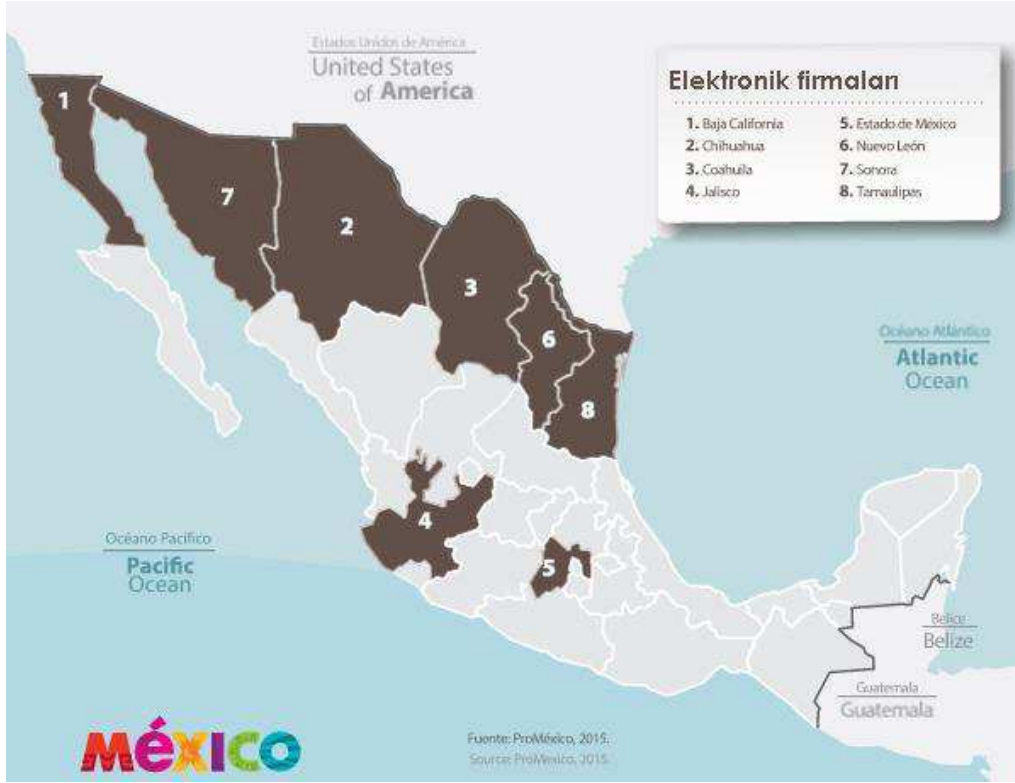 Estados Unidos de América
United States
of America
Elektronik firmaları
1. Baja California
2. Chihuahua
3. Coahuila
4. Jalisco
5. Estado de México
6. Nuevo León
7. Sonora
8. Tamaulipas
1
7
2
3
6
8
4
5
Océano Atlántico
Atlantic
Ocean
Océano Pacífico
Pacific
Ocean
Belice
Belize
Guatemala
Guatemala
México
Fuente: ProMéxico, 2015.
Source: ProMexico, 2015.